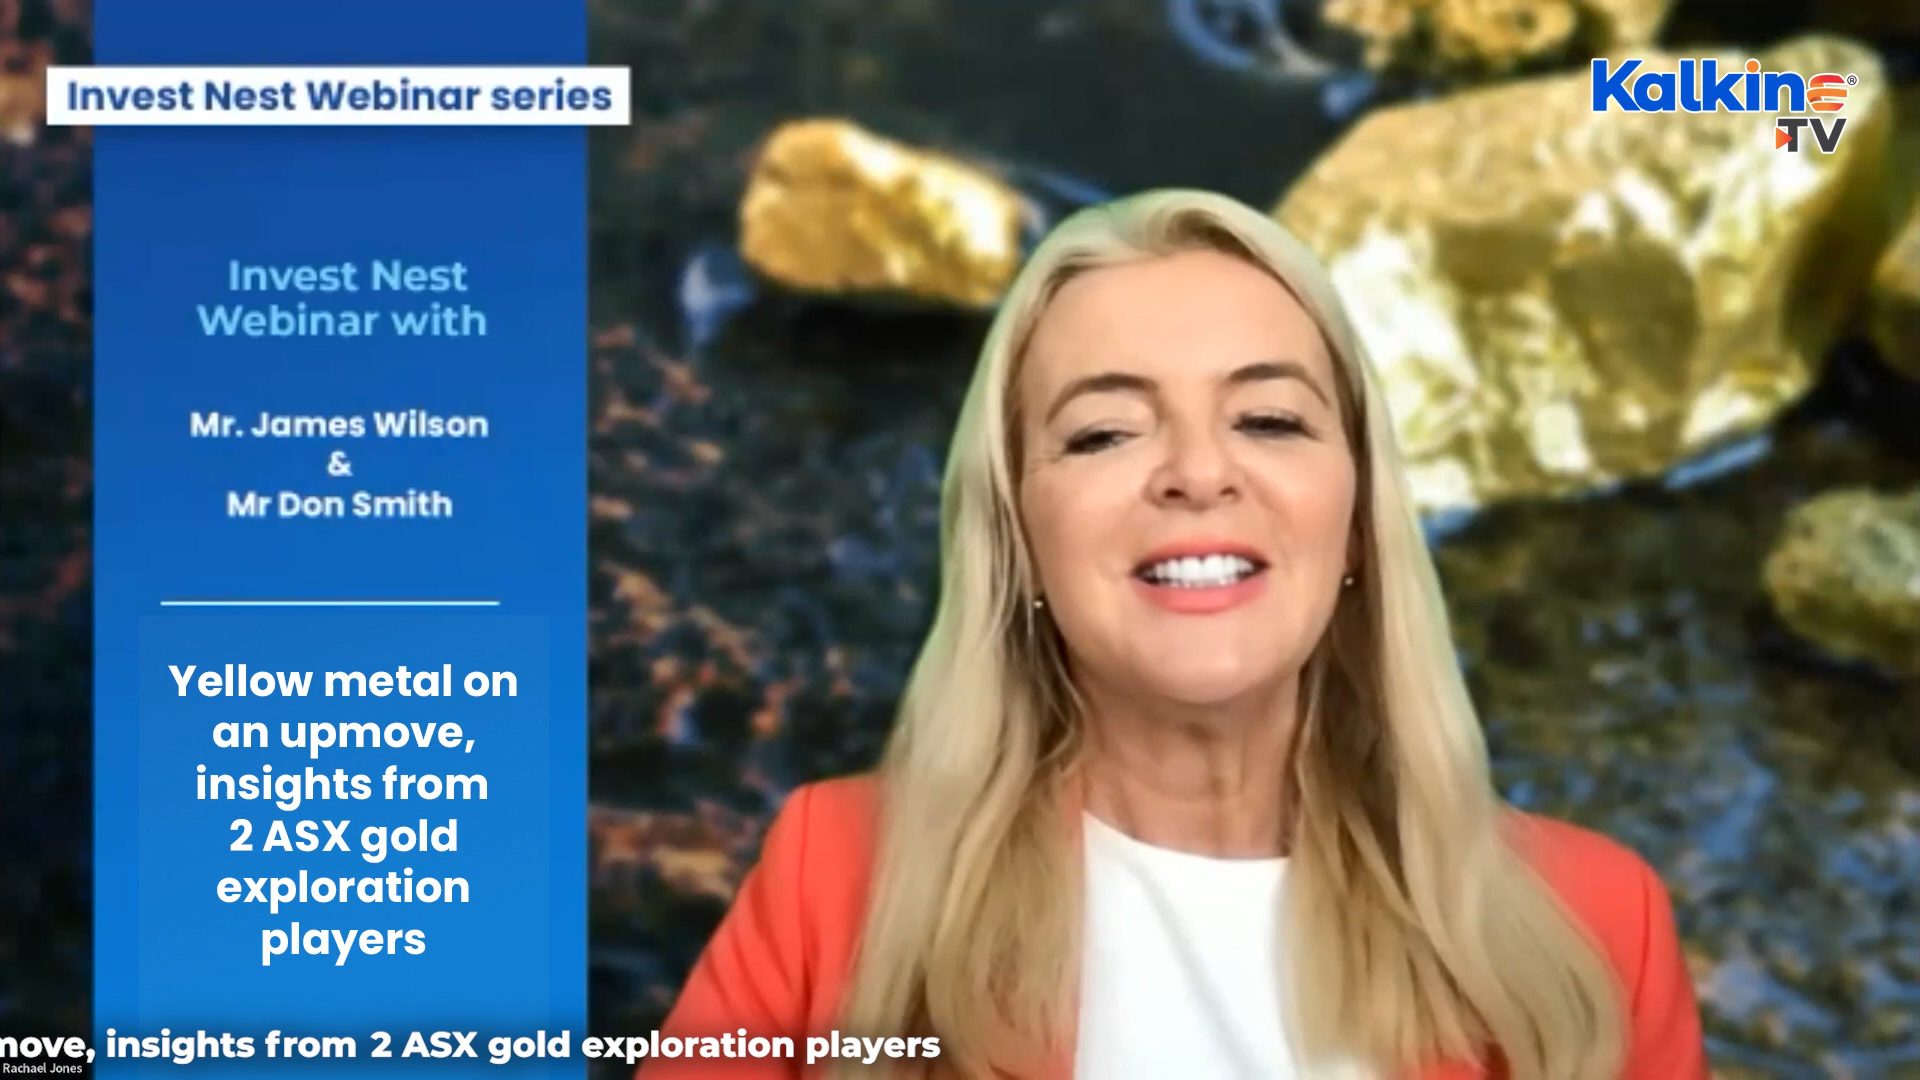 Invest Nest Webinar series
Kalkine®
TV
Invest Nest
Webinar with
Mr. James Wilson
&
Mr Don Smith
Yellow metal on
an upmove,
insights from
2 ASX gold
exploration
players
move, insights from 2 ASX gold exploration players
Rachael Jones